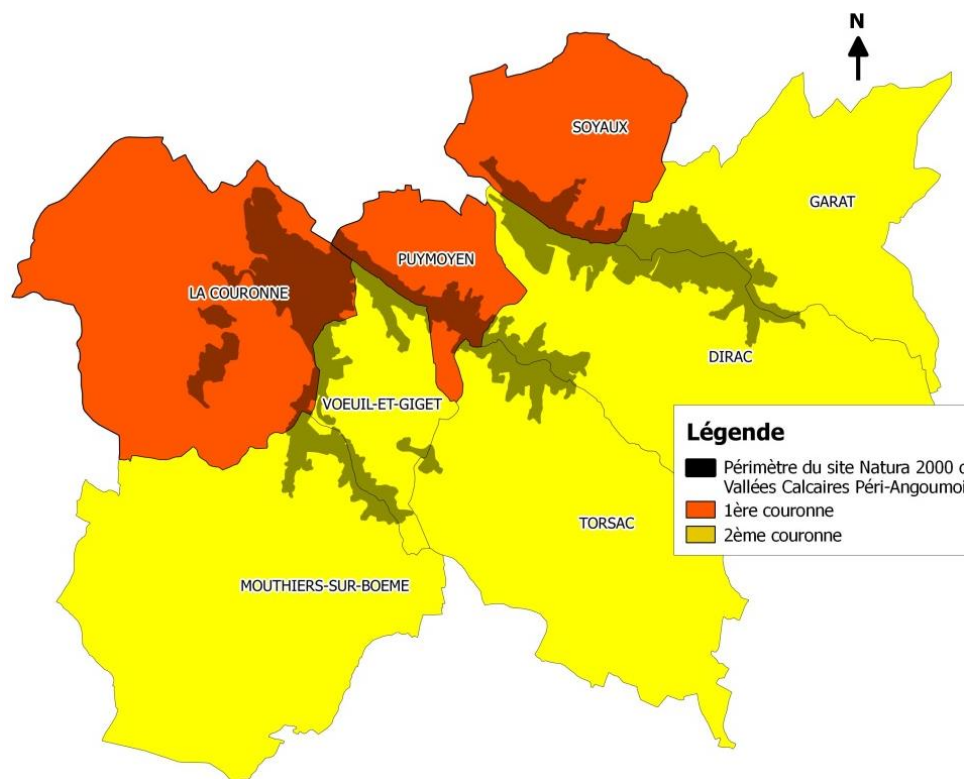 N
SOYAUX
GARAT
PUYMOYEN
LA COURONNE
DIRAC
VOEUIL-ET-GIGET
Légende
Périmètre du site Natura 2000 d
Vallées Calcaires Péri-Angoumoi
1ère couronne
2ème couronne
TORSAC
MOUTHIERS-SUR-BOEME